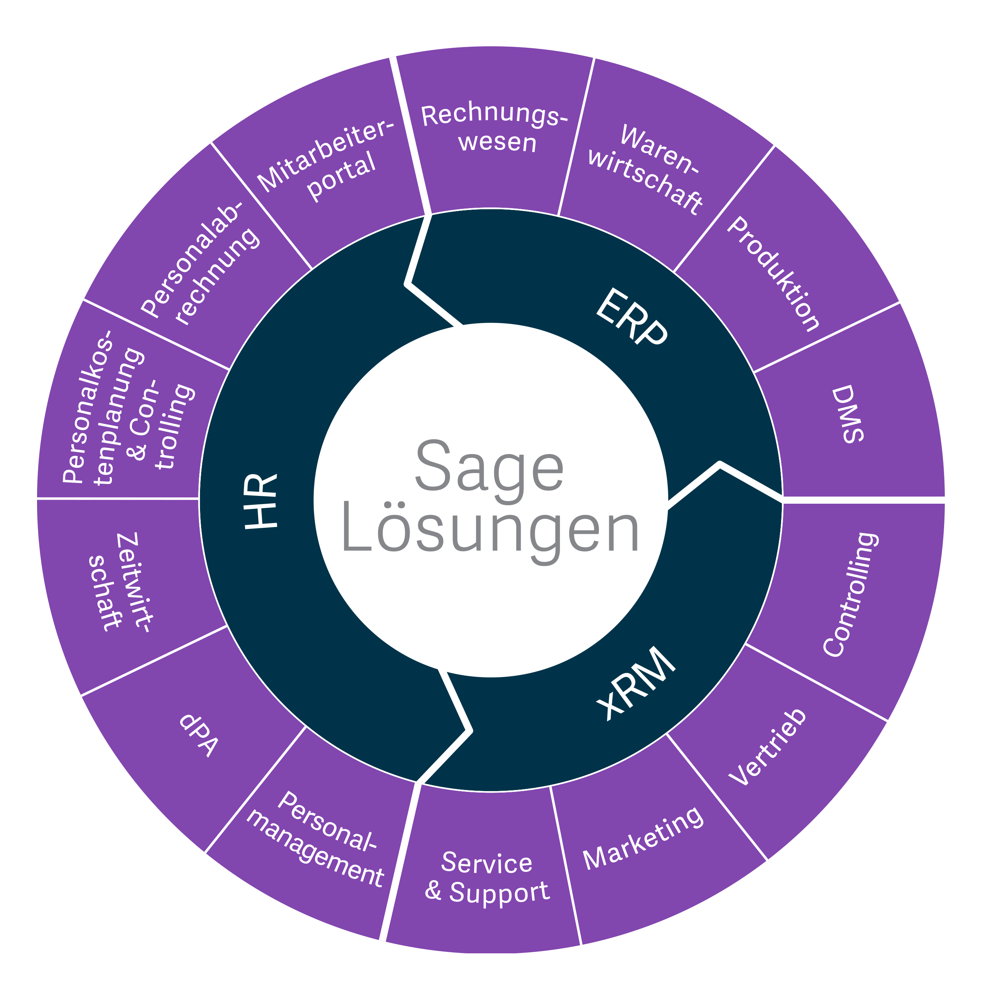 Sage
Lösungen
ERP
xRM
HR
Rechnungs-
wesen
Waren-
wirtschaft
Produktion
DMS
Controlling
Vertrieb
Marketing
Service
& Support
Personal-
management
dPA
Zeitwirt
schaft
Personalkos-
tenplanung
& Con-
trolling
Personalab-
rechnung
Mitarbeiter-
portal